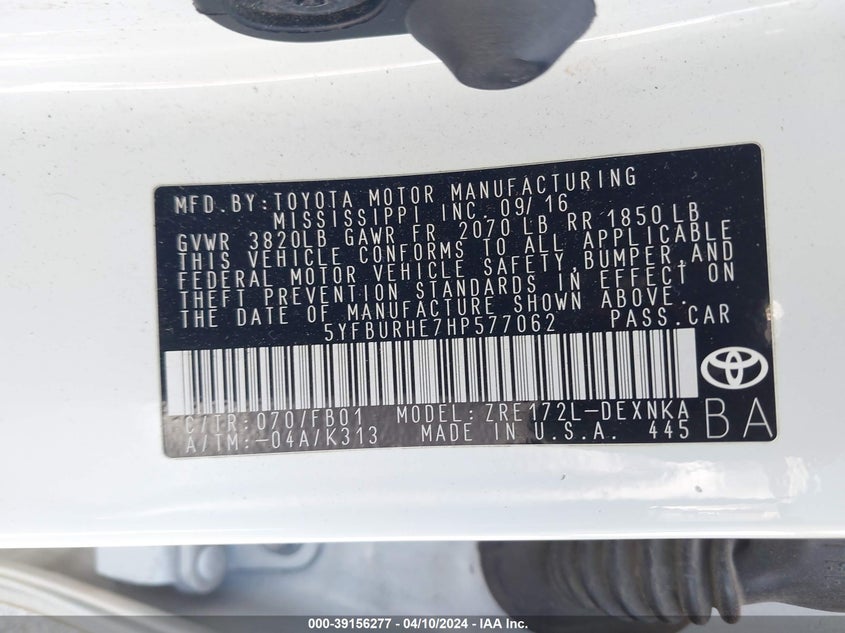 MFD.BY:TOYOTA MOTOR MANUFACTURING
MISSISSIPPI INC. 09/16
GVWR 3820LB GAWR FR 2070LB RR 1850LB
THIS VEHICLE CONFORMS TO ALL APPLICABLE
FEDERAL MOTOR VEHICLE SAFETY,BUMPER,AND
THEFT PREVENTION STANDARDS IN EFFECT ON
THE DATE OF MANUFACTURE SHOWN ABOVE.
5YFBURHE7HP577062 PASS.CAR
C/TR:070/FB01 MODEL:ZRE172L-DEXNKA
A/TM:-04A/K313 MADE IN U.S.A. 445 BA
000-39156277 - 04/10/2024 - IAA Inc.